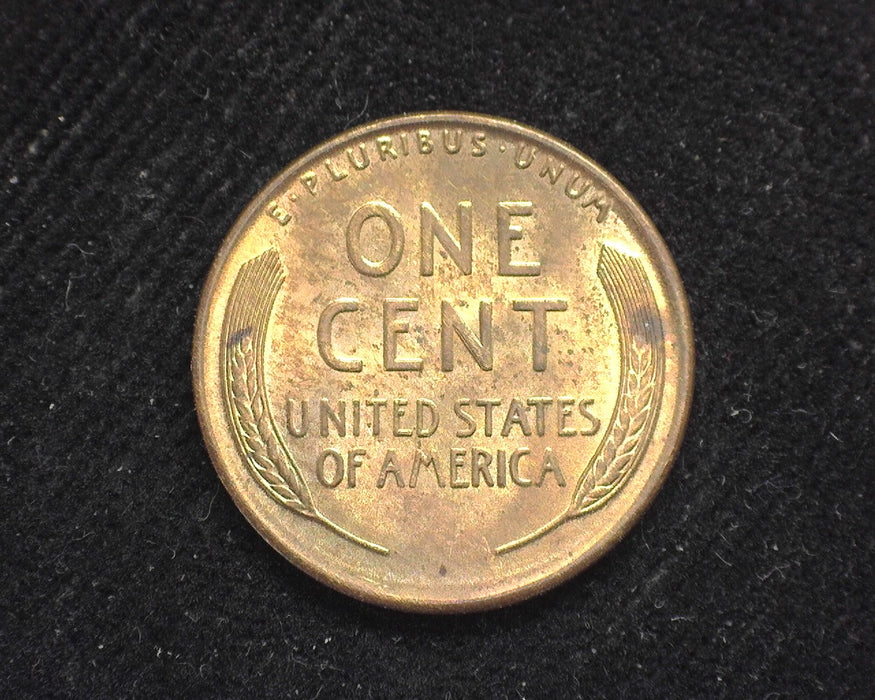 E·PLURIBUS·UNUM
ONE
CENT
UNITED STATES
OF AMERICA